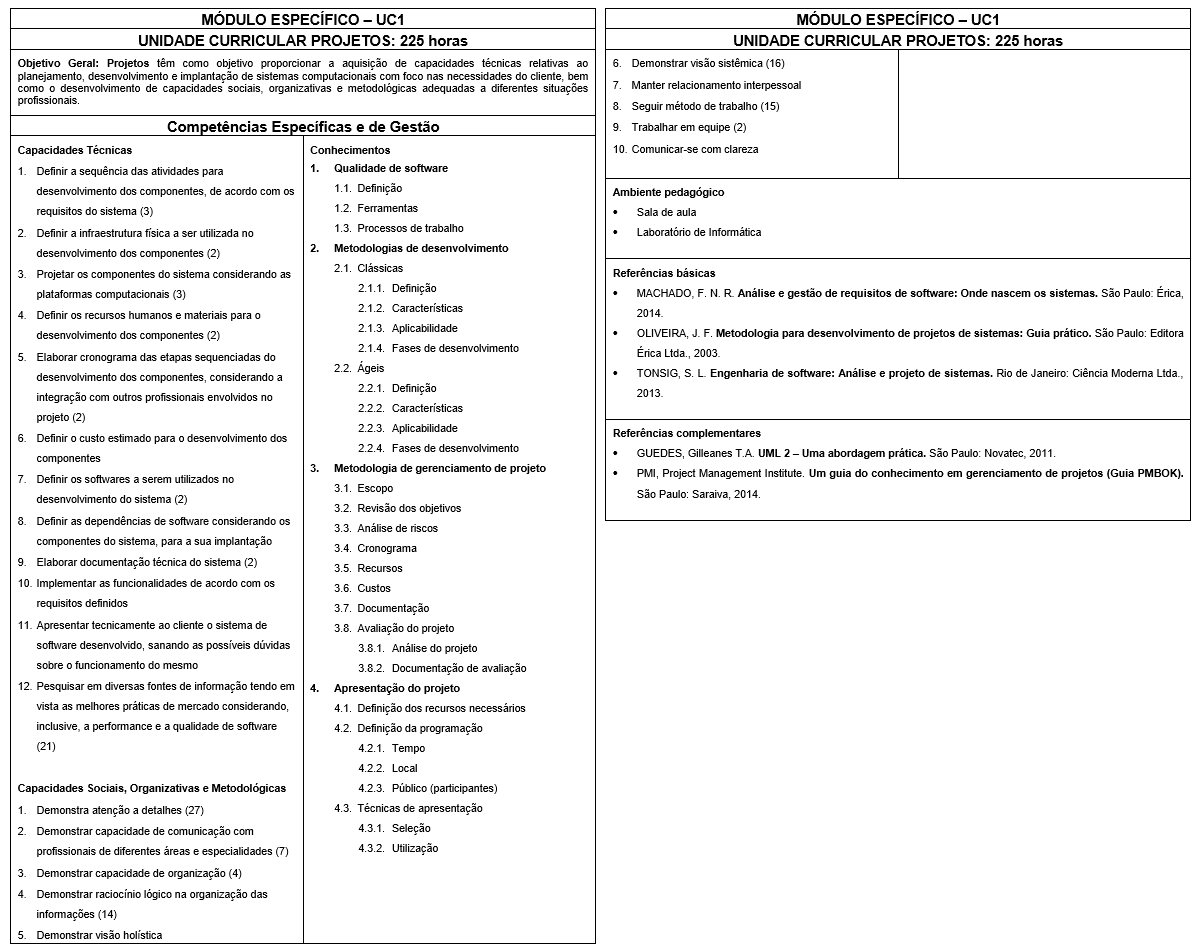 MÓDULO ESPECÍFICO – UC1
UNIDADE CURRICULAR PROJETOS: 225 horas
Objetivo Geral: Projetos têm como objetivo proporcionar a aquisição de capacidades técnicas relativas ao
planejamento, desenvolvimento e implantação de sistemas computacionais com foco nas necessidades do cliente, bem
como o desenvolvimento de capacidades sociais, organizativas e metodológicas adequadas a diferentes situações
profissionais.
Competências Específicas e de Gestão
Capacidades Técnicas
1. Definir a sequência das atividades para
desenvolvimento dos componentes, de acordo com os
requisitos do sistema (3)
2. Definir a infraestrutura física a ser utilizada no
desenvolvimento dos componentes (2)
3. Projetar os componentes do sistema considerando as
plataformas computacionais (3)
4. Definir os recursos humanos e materiais para o
desenvolvimento dos componentes (2)
5. Elaborar cronograma das etapas sequenciadas do
desenvolvimento dos componentes, considerando a
integração com outros profissionais envolvidos no
projeto (2)
6. Definir o custo estimado para o desenvolvimento dos
componentes
7. Definir os softwares a serem utilizados no
desenvolvimento do sistema (2)
8. Definir as dependências de software considerando os
componentes do sistema, para a sua implantação
9. Elaborar documentação técnica do sistema (2)
10. Implementar as funcionalidades de acordo com os
requisitos definidos
11. Apresentar tecnicamente ao cliente o sistema de
software desenvolvido, sanando as possíveis dúvidas
sobre o funcionamento do mesmo
12. Pesquisar em diversas fontes de informação tendo em
vista as melhores práticas de mercado considerando,
inclusive, a performance e a qualidade de software
(21)
Capacidades Sociais, Organizativas e Metodológicas
1. Demonstra atenção a detalhes (27)
2. Demonstrar capacidade de comunicação com
profissionais de diferentes áreas e especialidades (7)
3. Demonstrar capacidade de organização (4)
4. Demonstrar raciocínio lógico na organização das
informações (14)
5. Demonstrar visão holística
Conhecimentos
1. Qualidade de software
1.1. Definição
1.2. Ferramentas
1.3. Processos de trabalho
2. Metodologias de desenvolvimento
2.1. Clássicas
2.1.1. Definição
2.1.2. Características
2.1.3. Aplicabilidade
2.1.4. Fases de desenvolvimento
2.2. Ágeis
2.2.1. Definição
2.2.2. Características
2.2.3. Aplicabilidade
2.2.4. Fases de desenvolvimento
3. Metodologia de gerenciamento de projeto
3.1. Escopo
3.2. Revisão dos objetivos
3.3. Análise de riscos
3.4. Cronograma
3.5. Recursos
3.6. Custos
3.7. Documentação
3.8. Avaliação do projeto
3.8.1. Análise do projeto
3.8.2. Documentação de avaliação
4. Apresentação do projeto
4.1. Definição dos recursos necessários
4.2. Definição da programação
4.2.1. Tempo
4.2.2. Local
4.2.3. Público (participantes)
4.3. Técnicas de apresentação
4.3.1. Seleção
4.3.2. Utilização
MÓDULO ESPECÍFICO – UC1
UNIDADE CURRICULAR PROJETOS: 225 horas
6. Demonstrar visão sistêmica (16)
7. Manter relacionamento interpessoal
8. Seguir método de trabalho (15)
9. Trabalhar em equipe (2)
10. Comunicar-se com clareza
Ambiente pedagógico
• Sala de aula
• Laboratório de Informática
Referências básicas
• MACHADO, F. N. R. Análise e gestão de requisitos de software: Onde nascem os sistemas. São Paulo: Érica,
2014.
• OLIVEIRA, J. F. Metodologia para desenvolvimento de projetos de sistemas: Guia prático. São Paulo: Editora
Érica Ltda., 2003.
• TONSIG, S. L. Engenharia de software: Análise e projeto de sistemas. Rio de Janeiro: Ciência Moderna Ltda.,
2013.
Referências complementares
• GUEDES, Gilleanes T.A. UML 2 – Uma abordagem prática. São Paulo: Novatec, 2011.
• PMI, Project Management Institute. Um guia do conhecimento em gerenciamento de projetos (Guia PMBOK).
São Paulo: Saraiva, 2014.